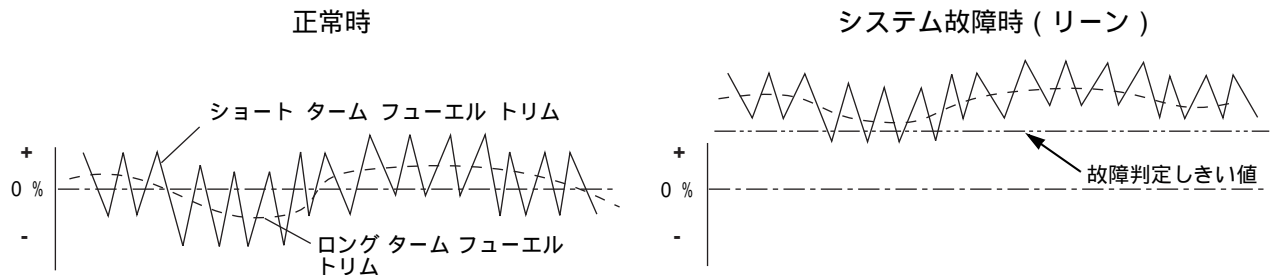 正常時
ショート ターム フューエル トリム
+
0 %
-
ロング ターム フューエル
トリム
システム故障時 ( リーン )
+
0 %
-
故障判定しきい値